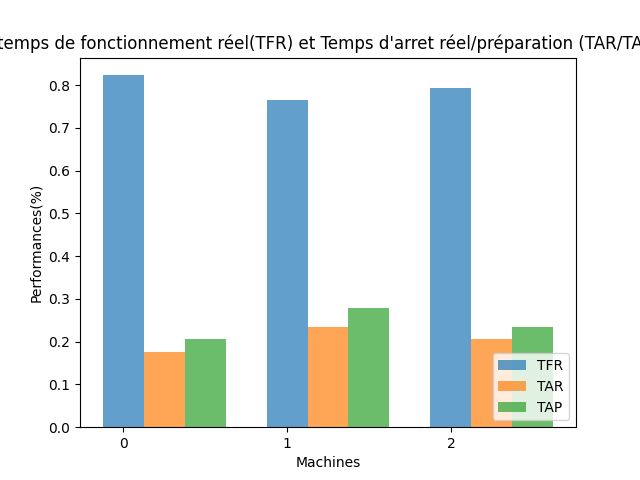 temps de fonctionnement réel(TFR) et Temps d'arret réel/préparation (TAR/TA
0.8
0.7
0.6
0.5
0.4
0.3
0.2
0.1
0.0
Performances(%)
0 1 2
Machines
TFR
TAR
TAP